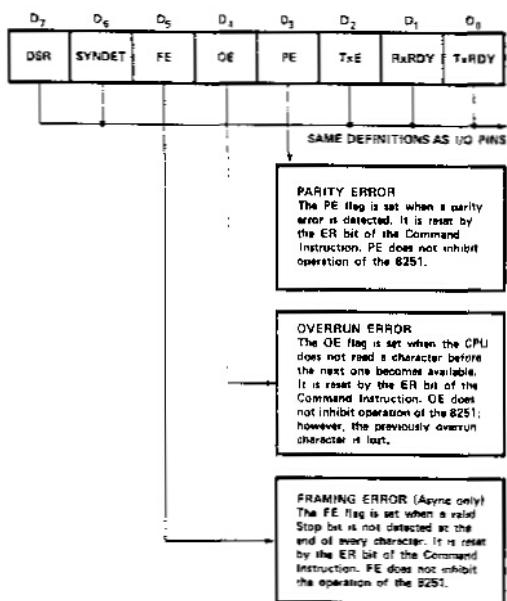 D7 D6 D5 D4 D3 D2 D1 D0
DSR SYNDET FE OE PE TxE RxRDY TxRDY
SAME DEFINITIONS AS I/O PINS
PARITY ERROR
The PE flag is set when a parity
error is detected. It is reset by
the ER bit of the Command
Instruction. PE does not inhibit
operation of the 8251.
OVERRUN ERROR
The OE flag is set when the CPU
does not read a character before
the next one becomes available.
It is reset by the ER bit of the
Command Instruction. OE does
not inhibit operation of the 8251;
however, the previously overrun
character is lost.
FRAMING ERROR (Async only)
The FE flag is set when a valid
Stop bit is not detected at the
end of every character. It is reset
by the ER bit of the Command
Instruction. FE does not inhibit
the operation of the 8251.